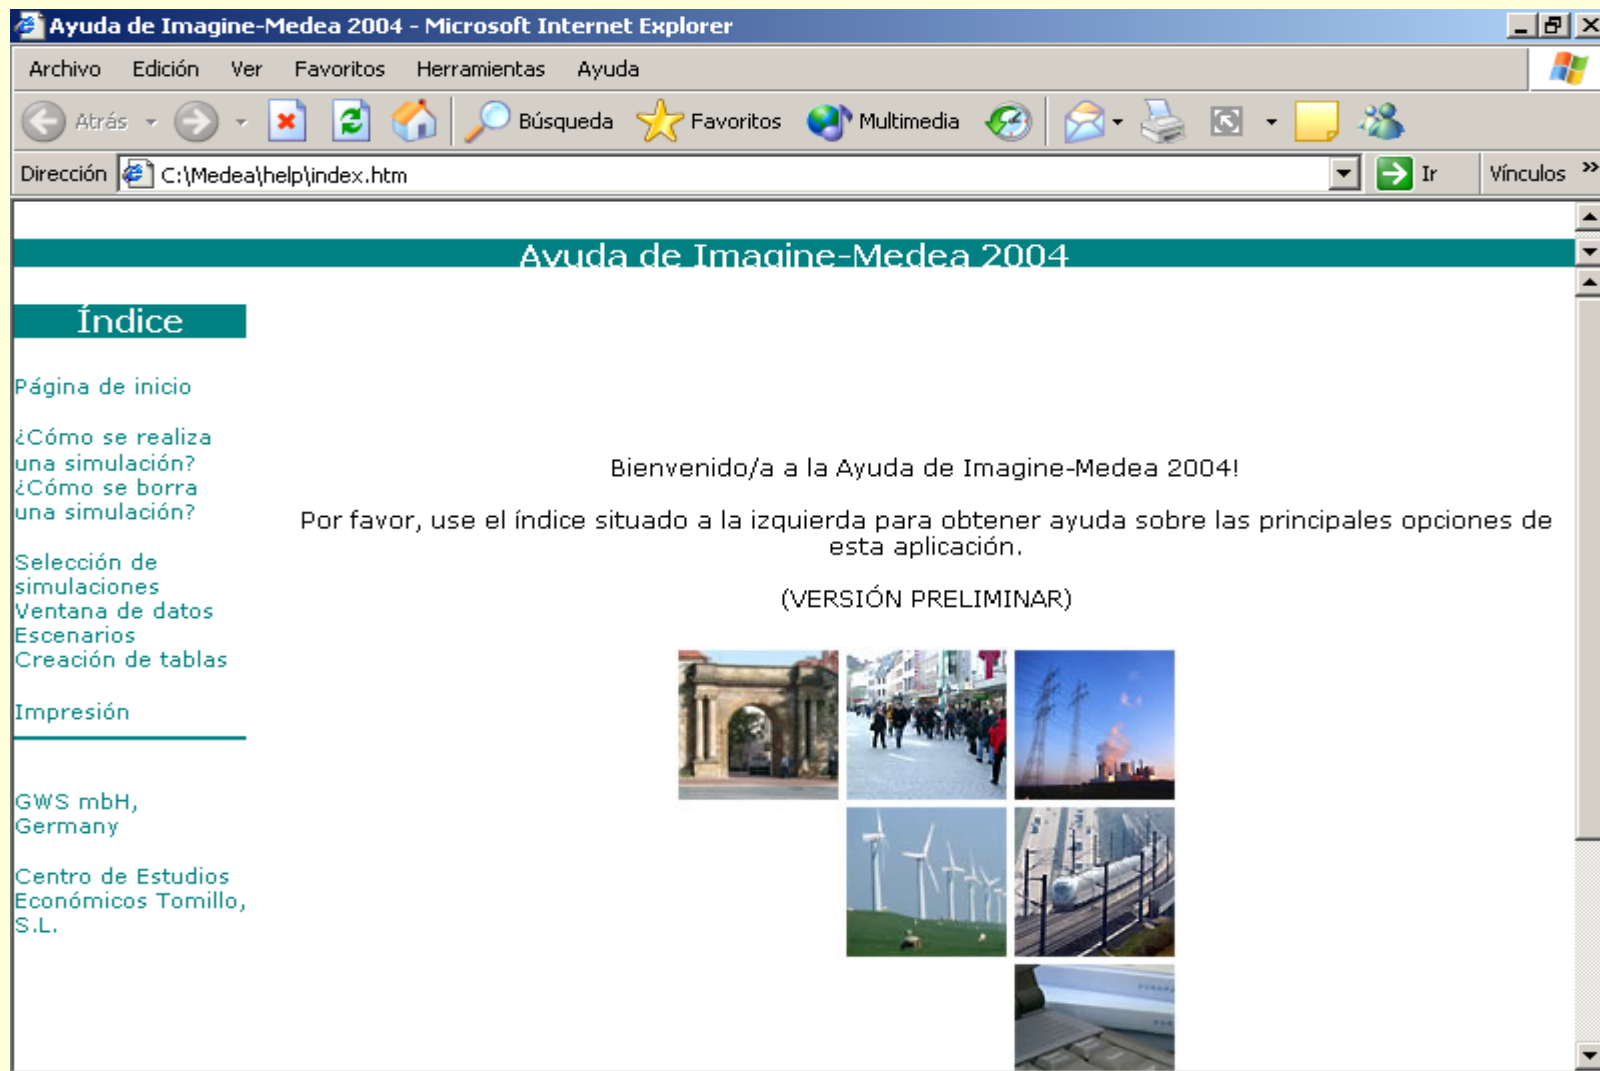 Ayuda de Imagine-Medea 2004 - Microsoft Internet Explorer
Archivo Edición Ver Favoritos Herramientas Ayuda
Atrás Búsqueda Favoritos Multimedia
Dirección C:\Medea\help\index.htm Ir Vínculos »
Ayuda de Imagine-Medea 2004
Índice
Página de inicio
¿Cómo se realiza
una simulación?
¿Cómo se borra
una simulación?
Selección de
simulaciones
Ventana de datos
Escenarios
Creación de tablas
Impresión
GWS mbH,
Germany
Centro de Estudios
Económicos Tomillo,
S.L.
Bienvenido/a a la Ayuda de Imagine-Medea 2004!
Por favor, use el índice situado a la izquierda para obtener ayuda sobre las principales opciones de
esta aplicación.
(VERSIÓN PRELIMINAR)